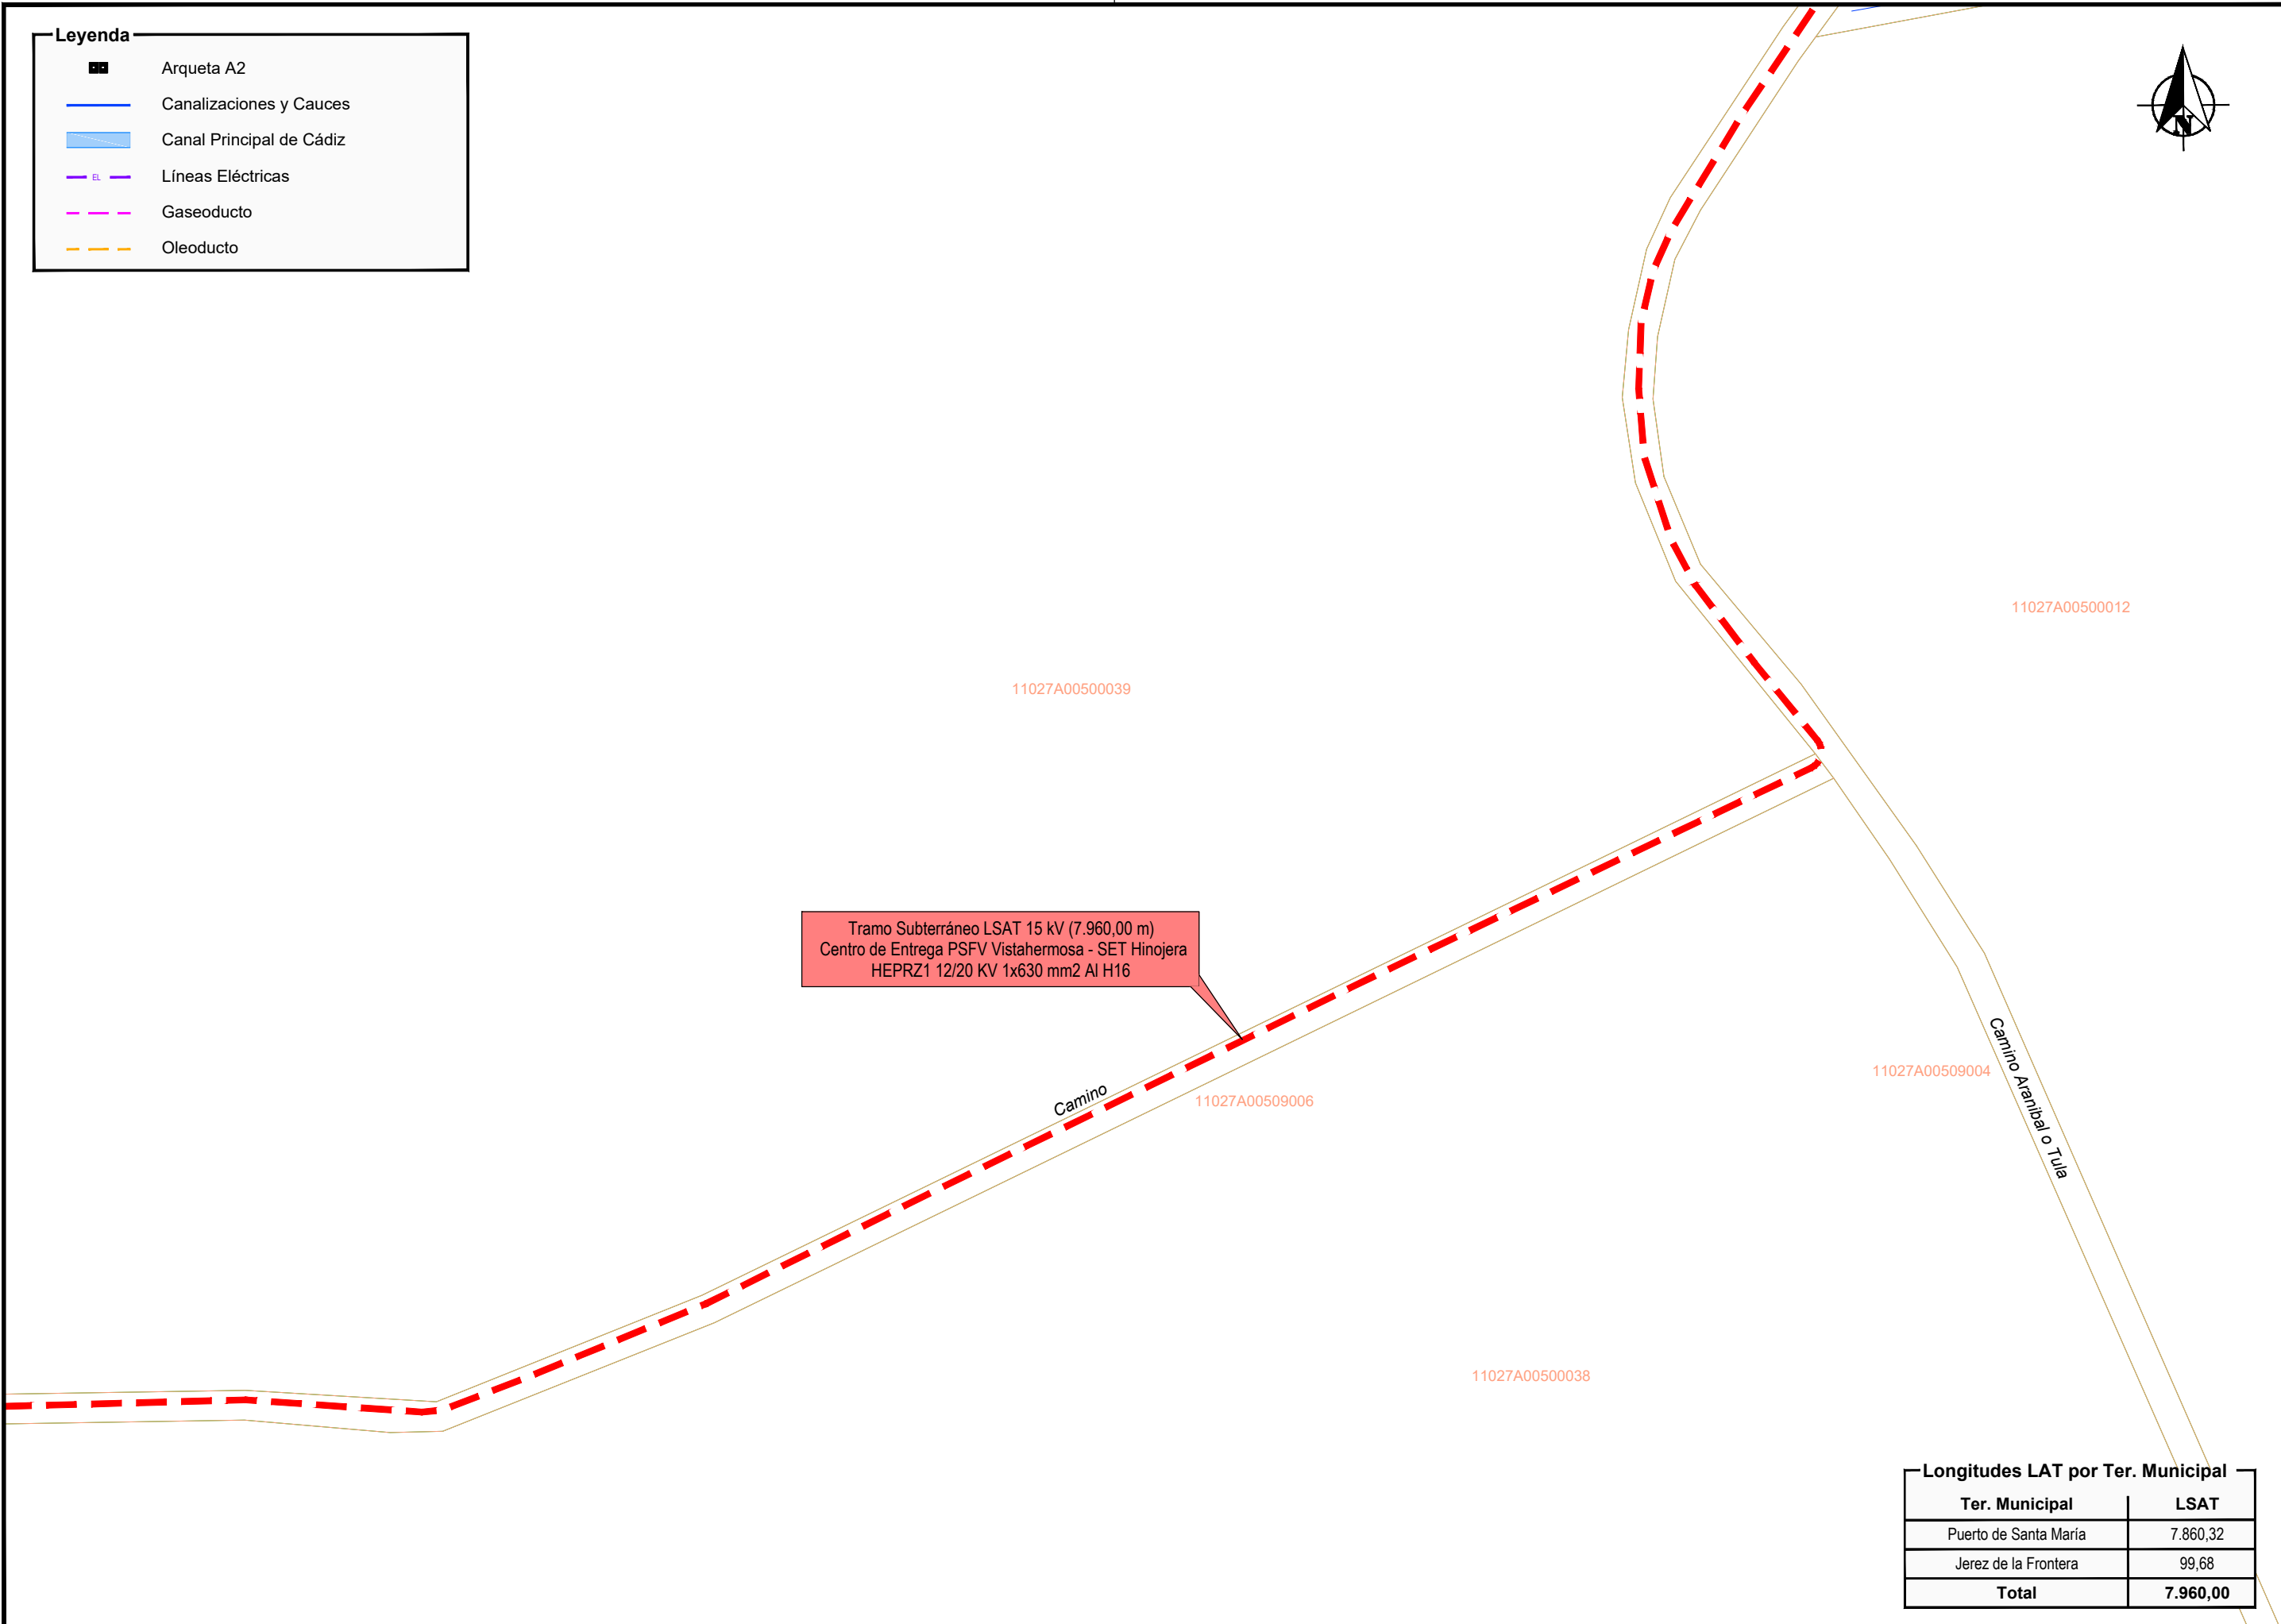 Leyenda
Arqueta A2
Canalizaciones y Cauces
Canal Principal de Cádiz
EL Líneas Eléctricas
Gaseoducto
Oleoducto
N
11027A00500012
11027A00500039
Tramo Subterráneo LSAT 15 kV (7.960,00 m)
Centro de Entrega PSFV Vistahermosa - SET Hinojera
HEPRZ1 12/20 KV 1x630 mm2 Al H16
Camino
11027A00509006
11027A00509004
Camino Aranibal o Tula
11027A00500038
Longitudes LAT por Ter. Municipal
Ter. Municipal LSAT
Puerto de Santa María 7.860,32
Jerez de la Frontera 99,68
Total 7.960,00